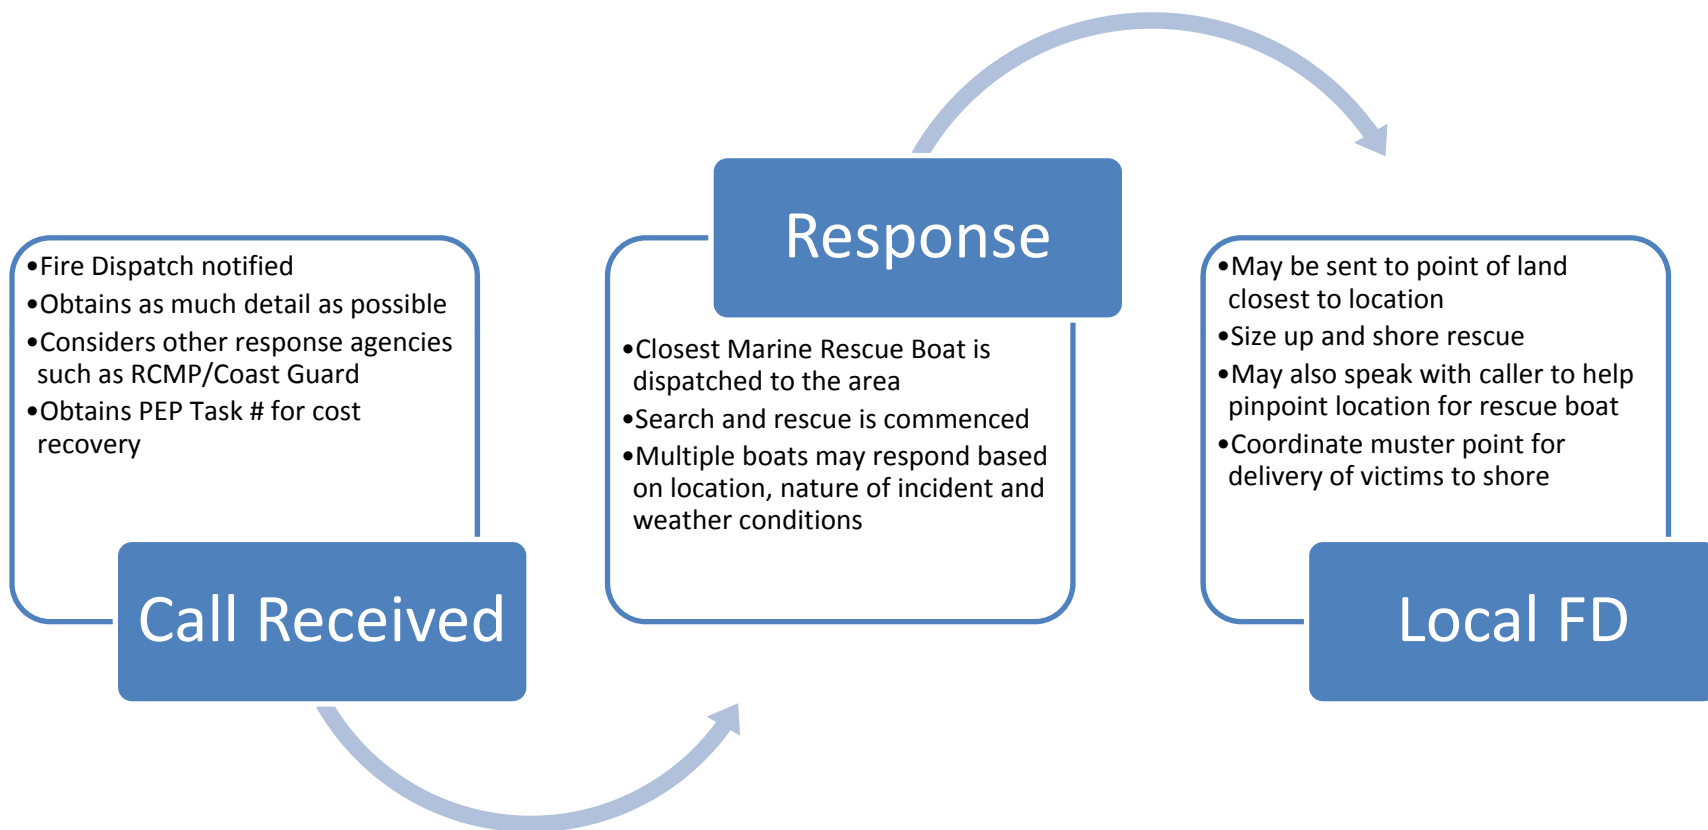 •Fire Dispatch notified
•Obtains as much detail as possible
•Considers other response agencies
such as RCMP/Coast Guard
•Obtains PEP Task # for cost
recovery
Call Received
Response
•Closest Marine Rescue Boat is
dispatched to the area
•Search and rescue is commenced
•Multiple boats may respond based
on location, nature of incident and
weather conditions
•May be sent to point of land
closest to location
•Size up and shore rescue
•May also speak with caller to help
pinpoint location for rescue boat
•Coordinate muster point for
delivery of victims to shore
Local FD